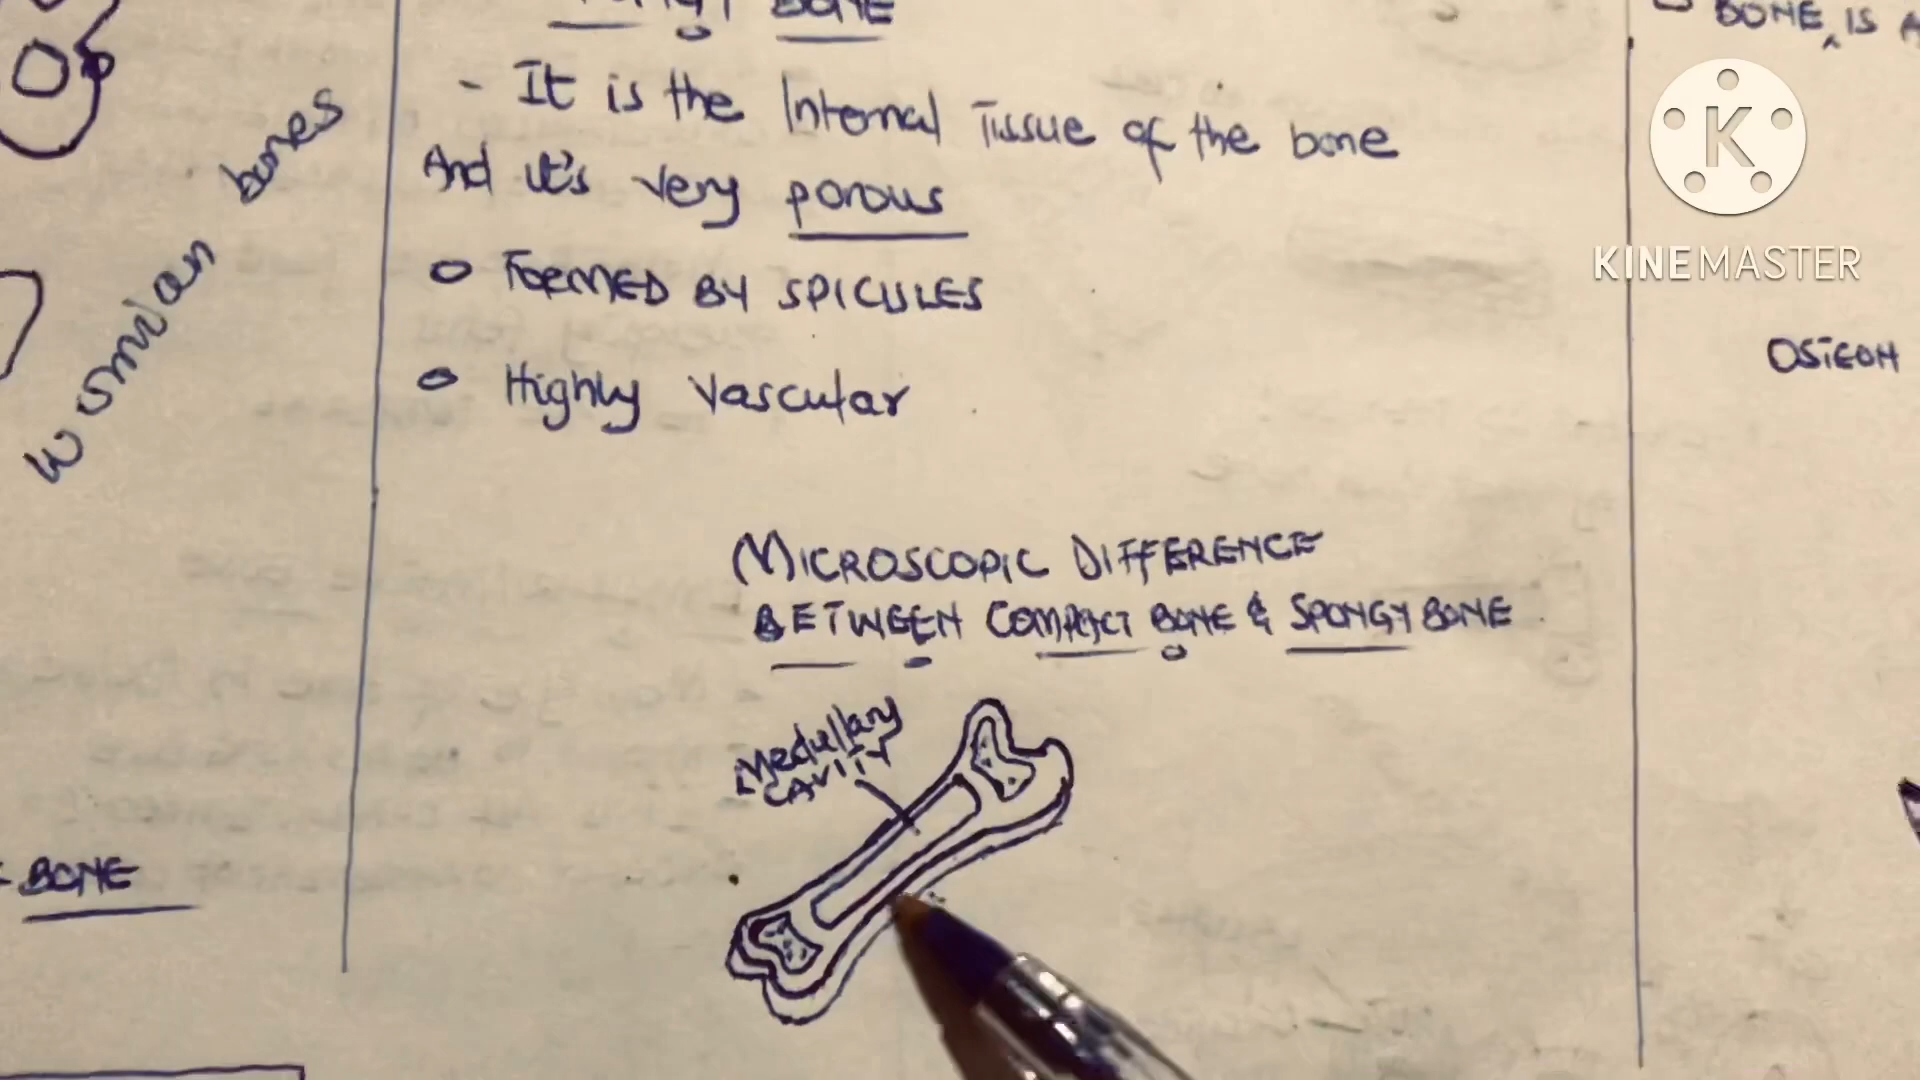 BONE
- It is the Internal Tissue of the bone
And it's very porous
o FORMED BY SPICULES
o Highly Vascular
MICROSCOPIC DIFFERENCE
BETWEEN COMPACT BONE & SPONGY BONE
Medullary
CAVITY
wormian bones
BONE
BONE IS
KINEMASTER
K